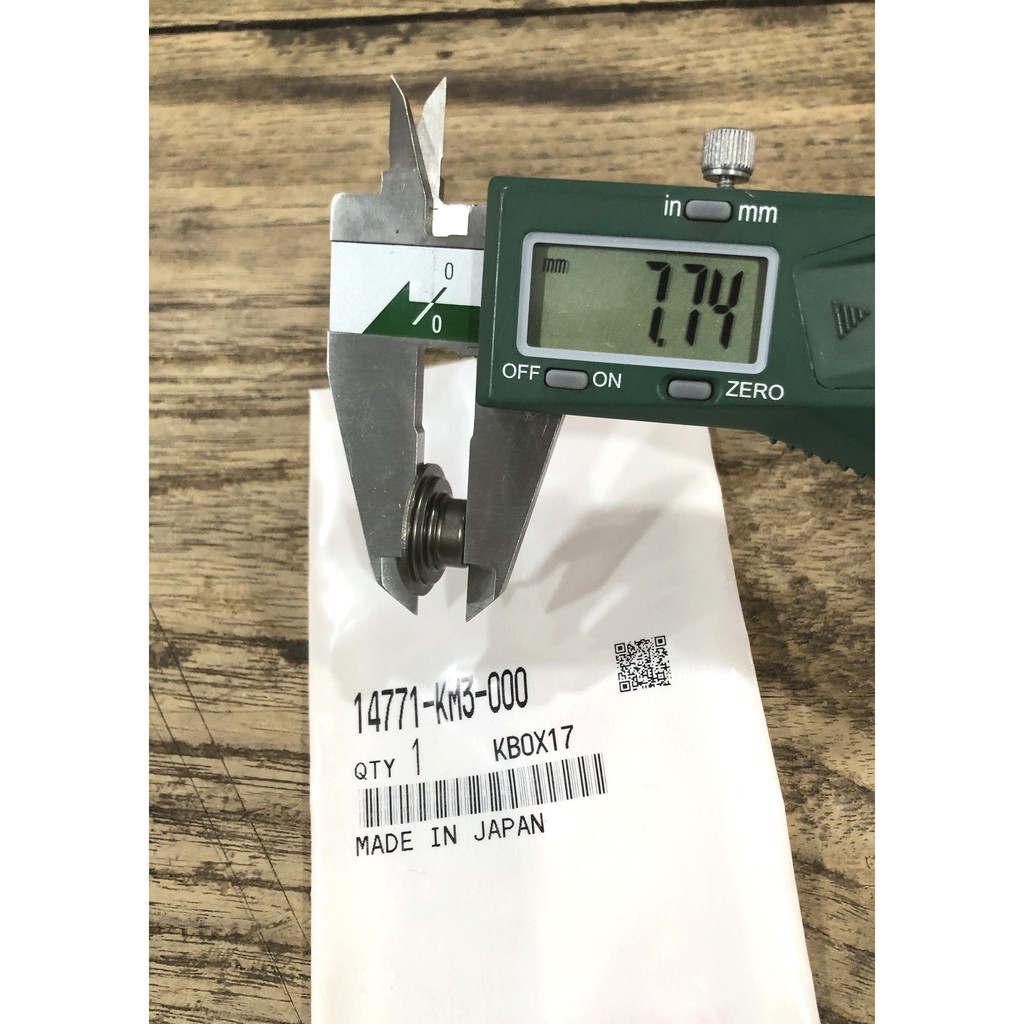 in mm
mm 7.74
OFF ON ZERO
0
0
14771-KM3-000
QTY 1 KBOX17
MADE IN JAPAN